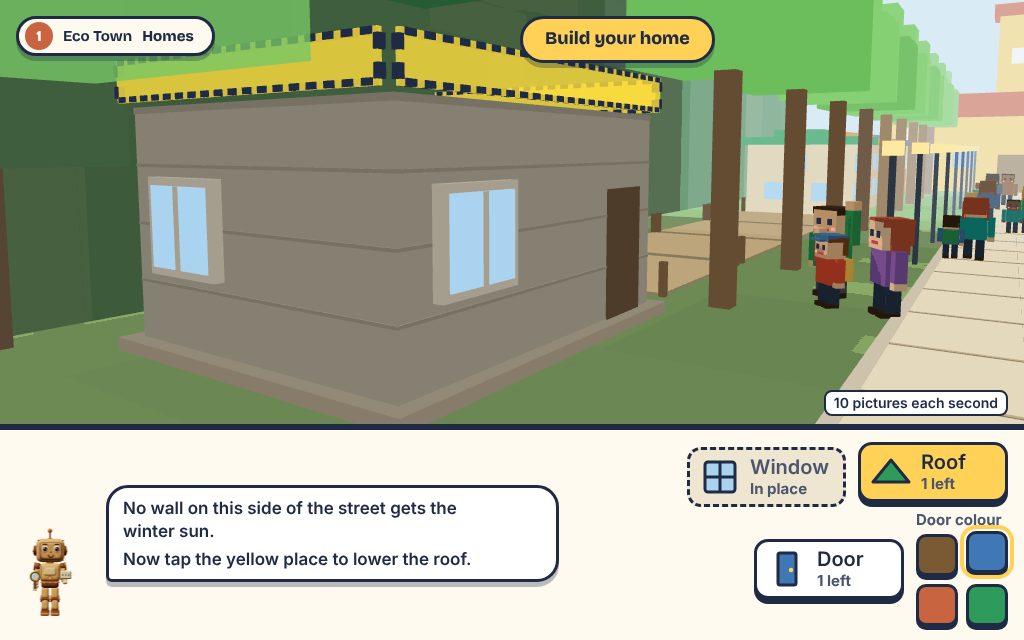 1 Eco Town Homes
Build your home
10 pictures each second
No wall on this side of the street gets the
winter sun.
Now tap the yellow place to lower the roof.
Window
In place
Roof
1 left
Door colour
Door
1 left